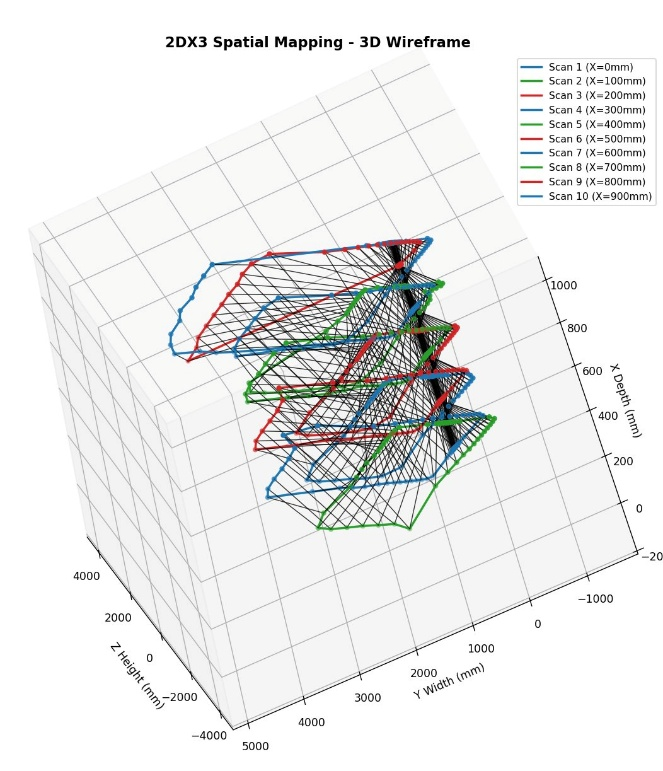 2DX3 Spatial Mapping - 3D Wireframe
Scan 1 (X=0mm)
Scan 2 (X=100mm)
Scan 3 (X=200mm)
Scan 4 (X=300mm)
Scan 5 (X=400mm)
Scan 6 (X=500mm)
Scan 7 (X=600mm)
Scan 8 (X=700mm)
Scan 9 (X=800mm)
Scan 10 (X=900mm)
1000
800
600
400
200
0
−20
X Depth (mm)
4000
2000
0
−2000
−4000
Z Height (mm)
5000
4000
3000
2000
1000
0
−1000
Y Width (mm)